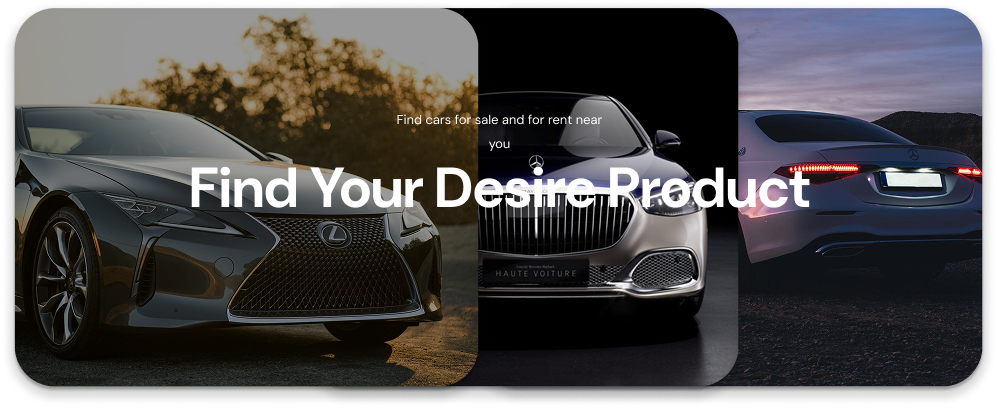 Find cars for sale and for rent near
you
Find Your Desire Product
HAUTE VOITURE